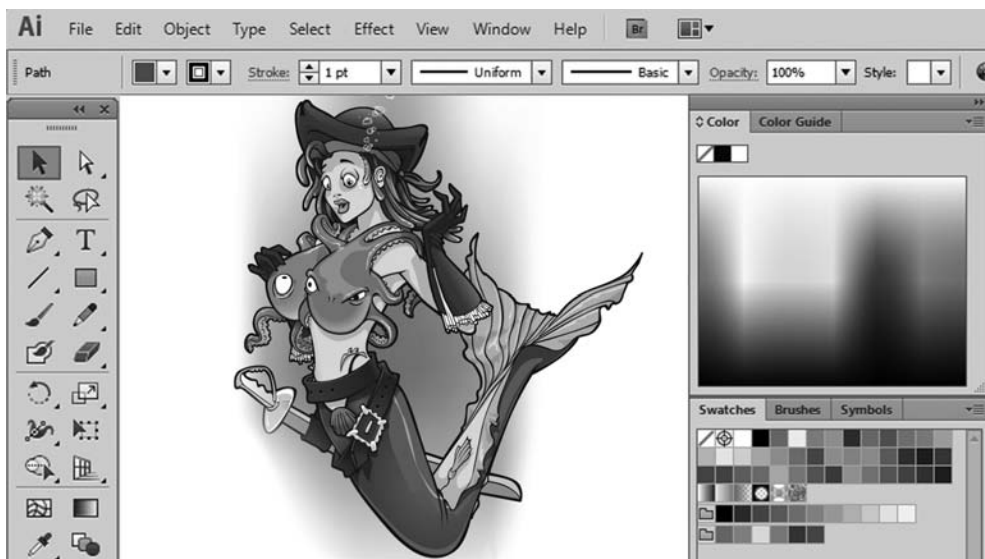 Ai File Edit Object Type Select Effect View Window Help Br
Path Stroke: 1 pt Uniform Basic Opacity: 100% Style:
Color Color Guide
T
Swatches Brushes Symbols